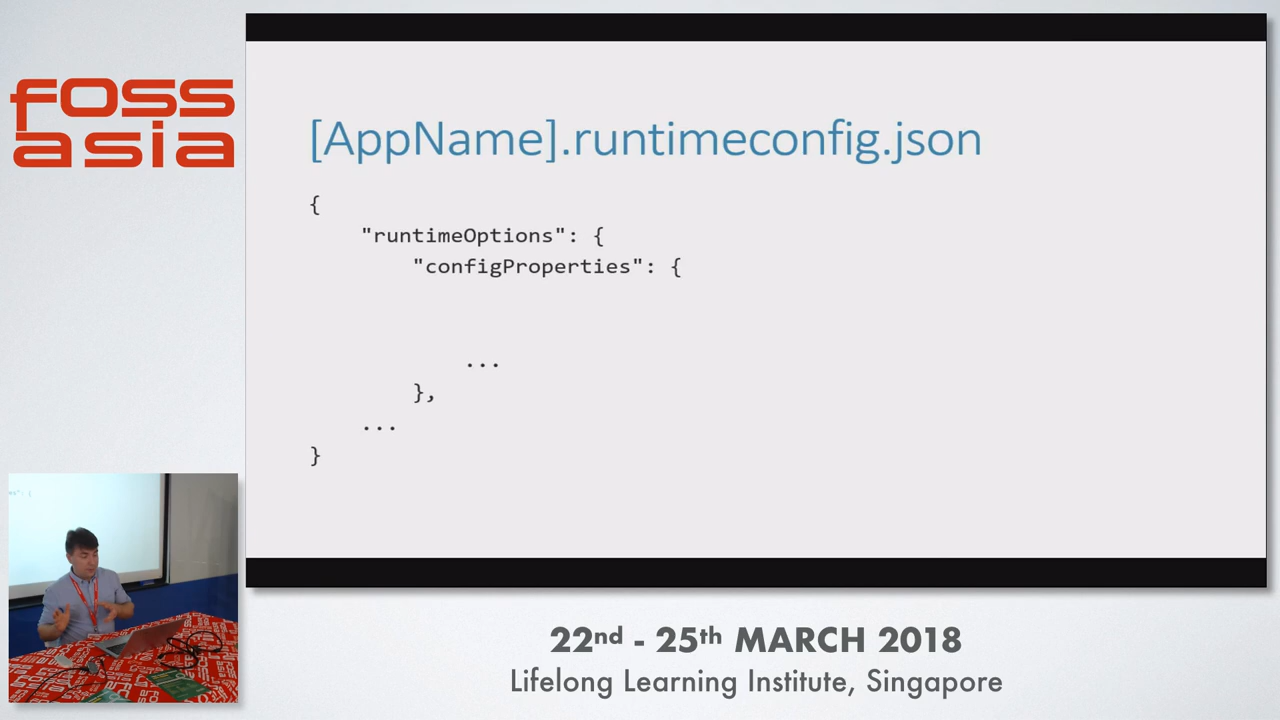 foss
asia
[AppName].runtimeconfig.json
{
"runtimeOptions": {
"configProperties": {
...
},
...
}
22nd - 25th MARCH 2018
Lifelong Learning Institute, Singapore